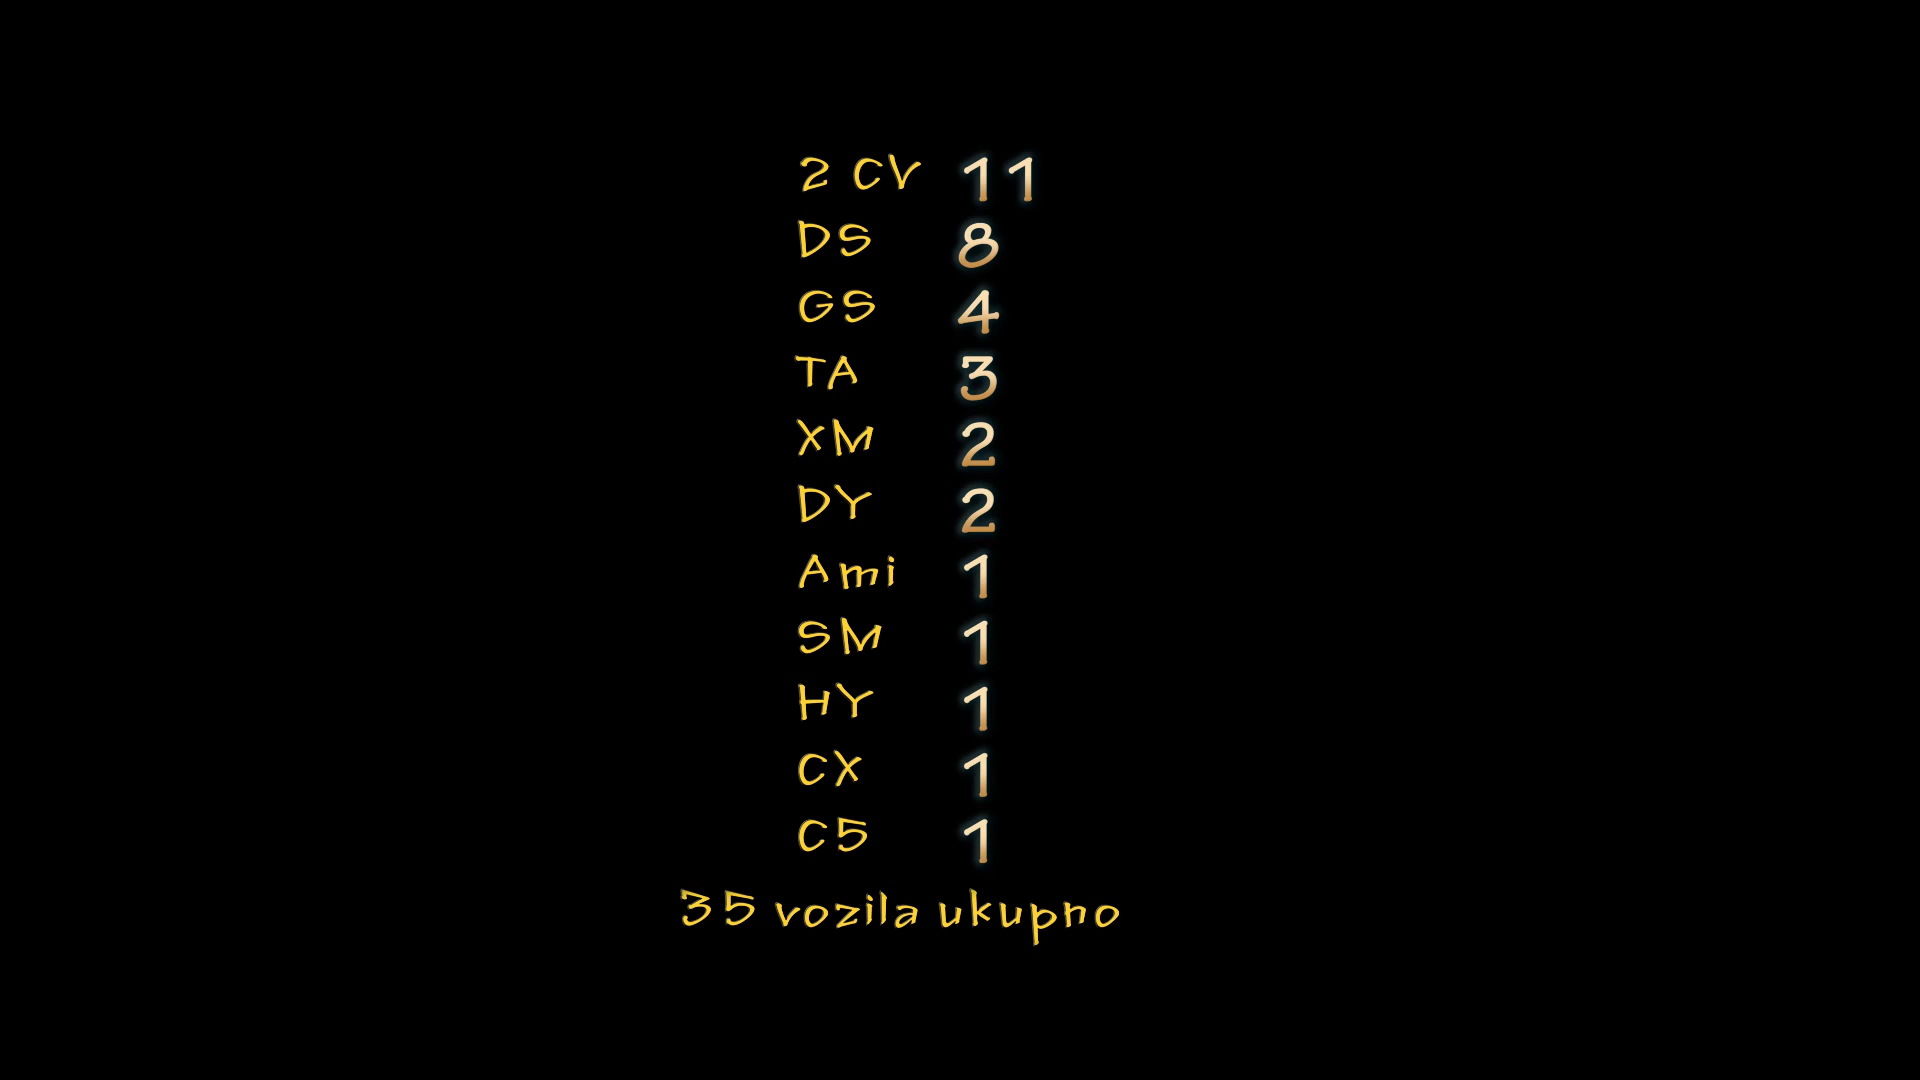 2 CV 11
DS 8
GS 4
TA 3
XM 2
DY 2
Ami 1
SM 1
HY 1
CX 1
C5 1
35 vozila ukupno